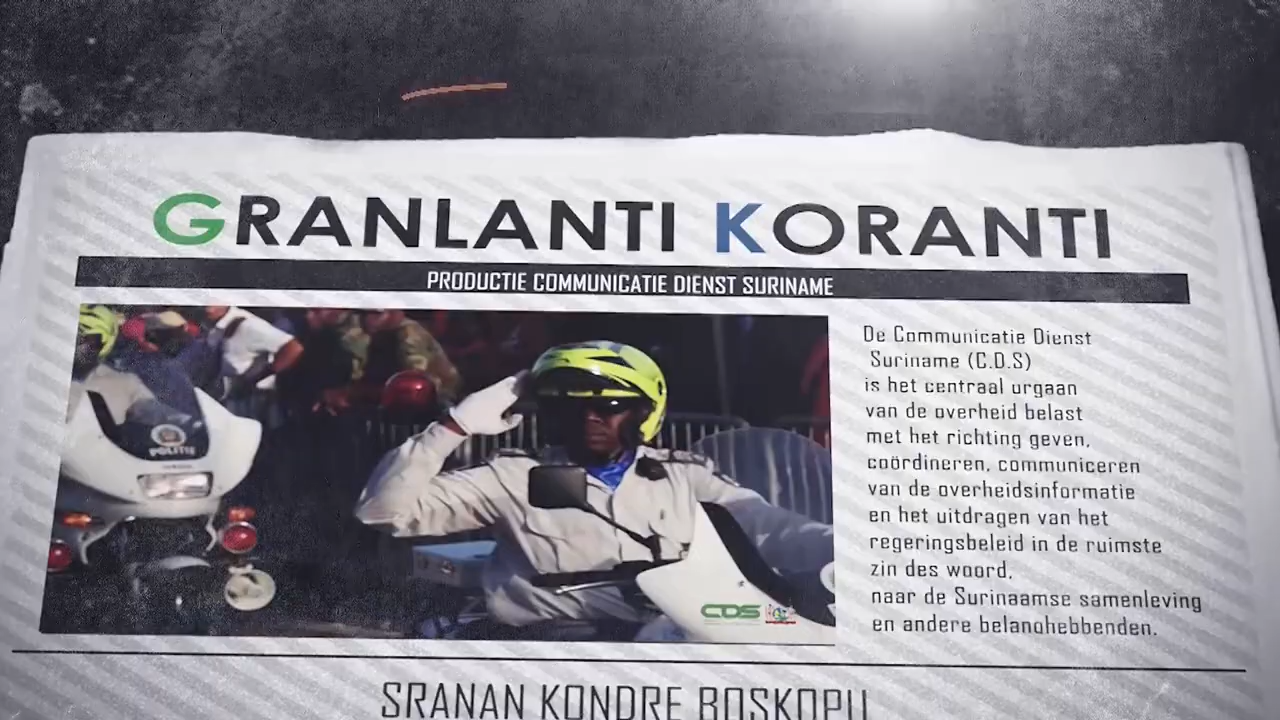 GRANLANTI KORANTI
PRODUCTIE COMMUNICATIE DIENST SURINAME
De Communicatie Dienst
Suriname (C.D.S)
is het centraal orgaan
van de overheid belast
met het richting geven,
coördineren, communiceren
van de overheidsinformatie
en het uitdragen van het
regeringsbeleid in de ruimste
zin des woord,
naar de Surinaamse samenleving
en andere belanghebbenden.
POLITIE
CDS
SRANAN KONDRE BOSKOPU